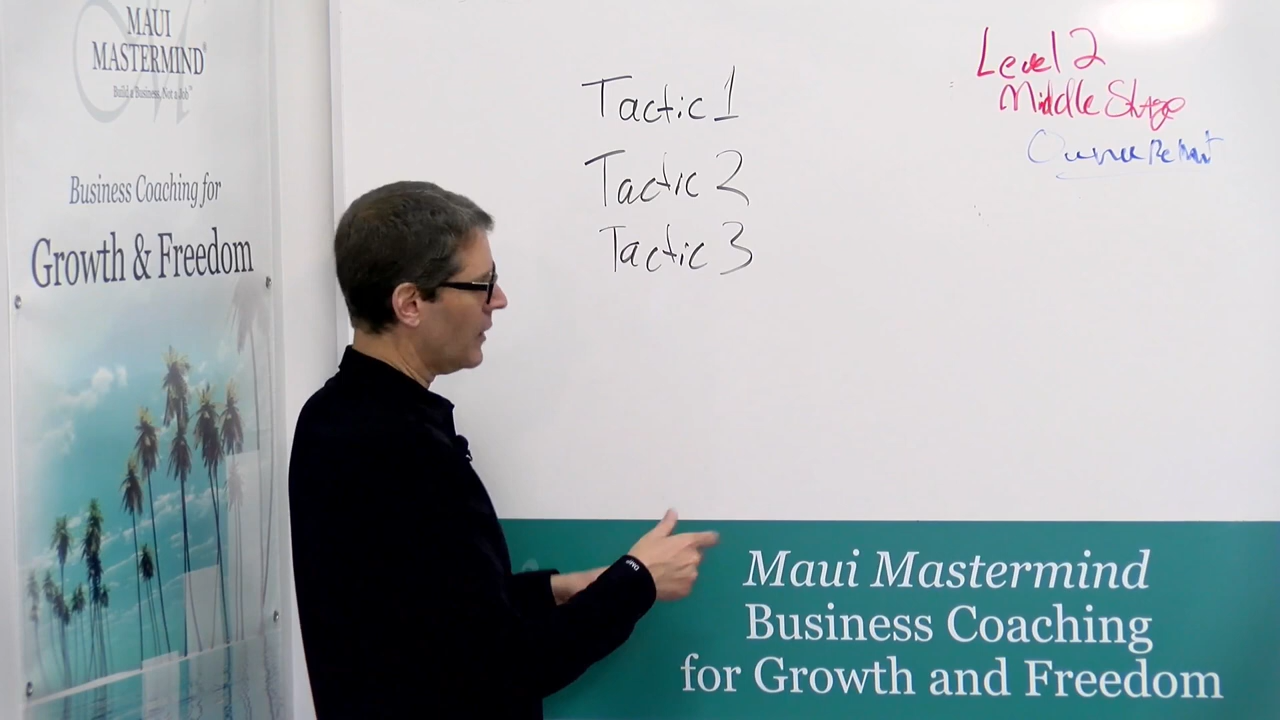 MAUI
MASTERMIND®
Build a Business, Not a Job®
Business Coaching for
Growth & Freedom
Tactic 1
Tactic 2
Tactic 3
Level 2
Middle Stage
Maui Mastermind
Business Coaching
for Growth and Freedom